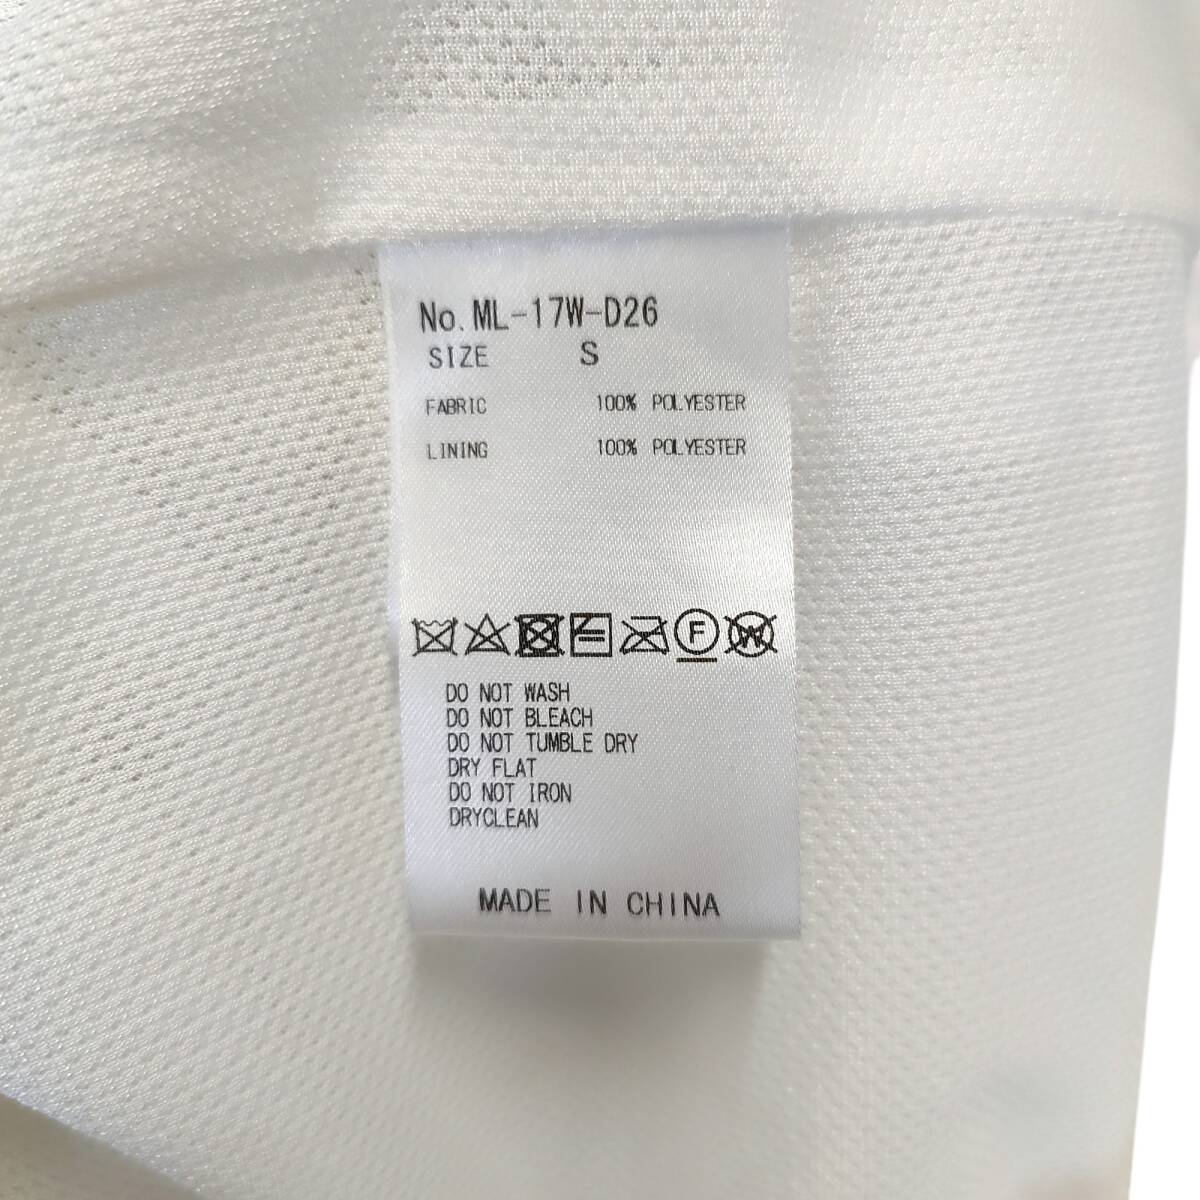 No. ML-17W-D26
SIZE S
FABRIC 100% POLYESTER
LINING 100% POLYESTER
F W
DO NOT WASH
DO NOT BLEACH
DO NOT TUMBLE DRY
DRY FLAT
DO NOT IRON
DRYCLEAN
MADE IN CHINA